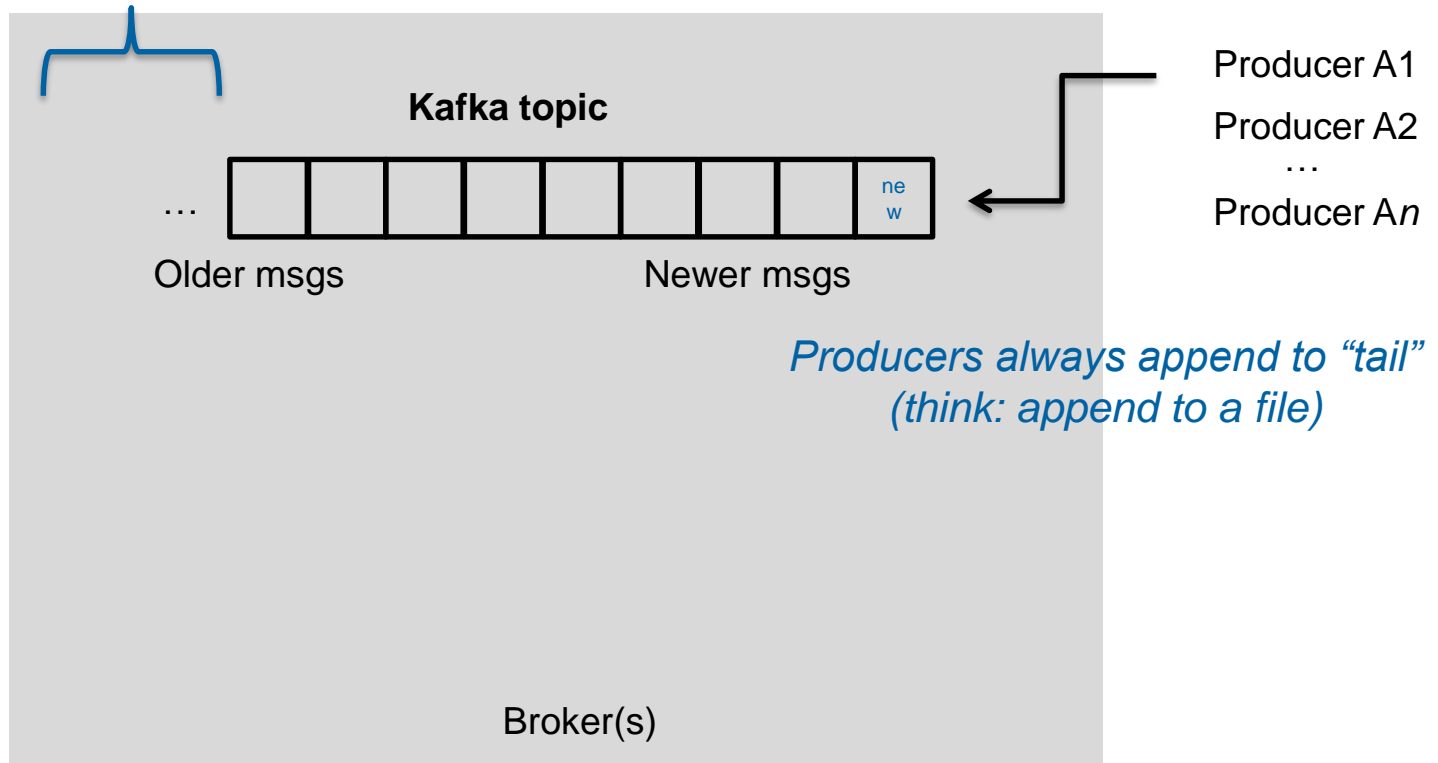 Producer A1
Kafka topic
Producer A2
…
Producer An
…
ne
w
Older msgs
Newer msgs
Producers always append to “tail”
(think: append to a file)
Broker(s)